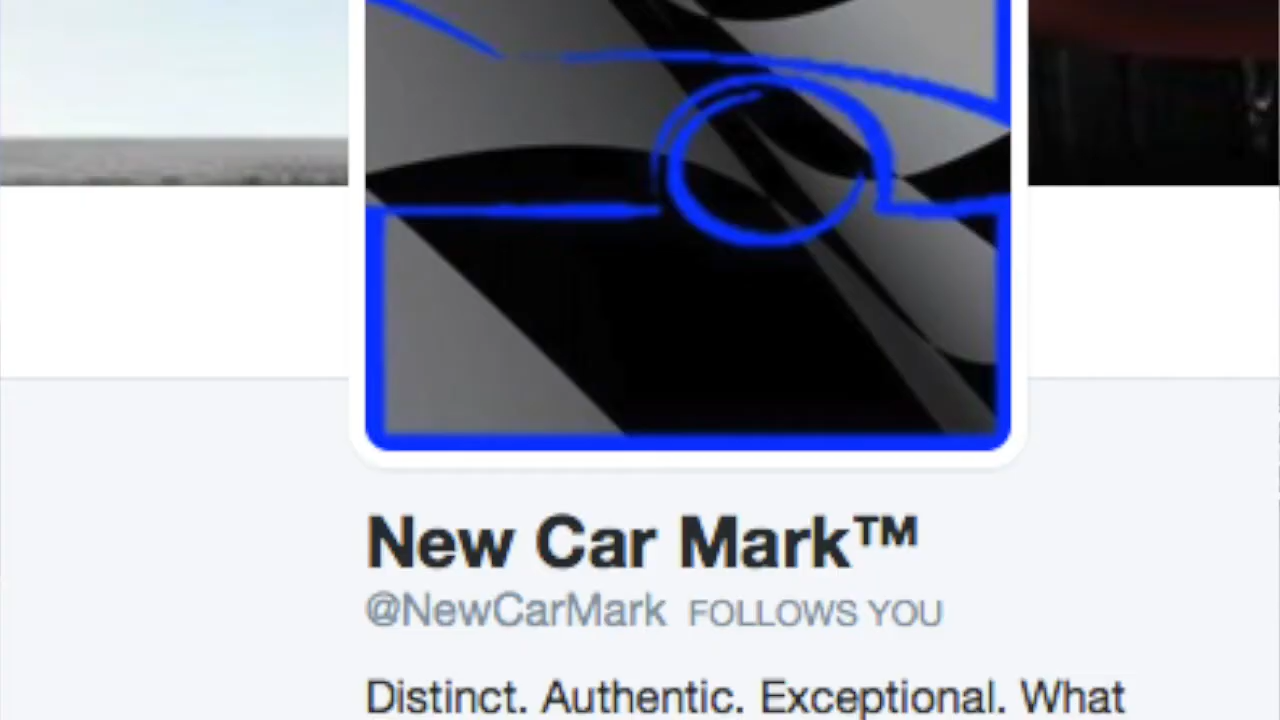 New Car Mark™
@NewCarMark FOLLOWS YOU
Distinct. Authentic. Exceptional. What